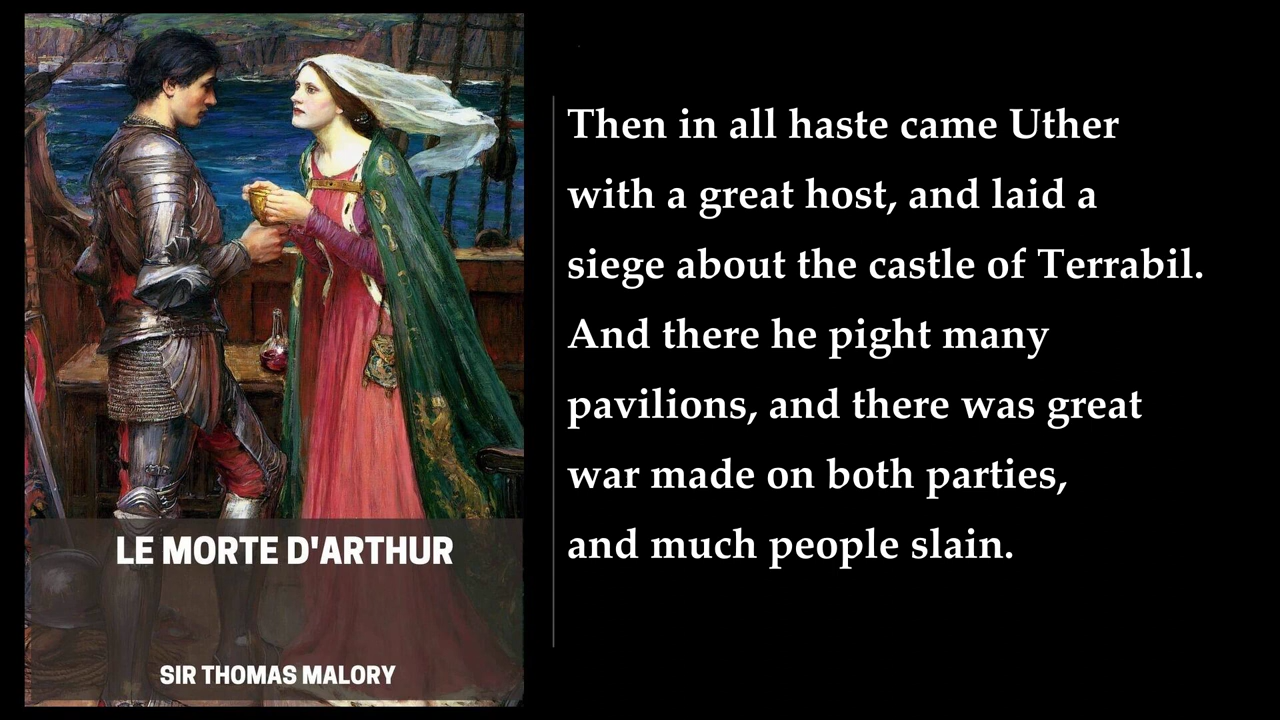 LE MORTE D'ARTHUR
SIR THOMAS MALORY
Then in all haste came Uther
with a great host, and laid a
siege about the castle of Terrabil.
And there he pight many
pavilions, and there was great
war made on both parties,
and much people slain.